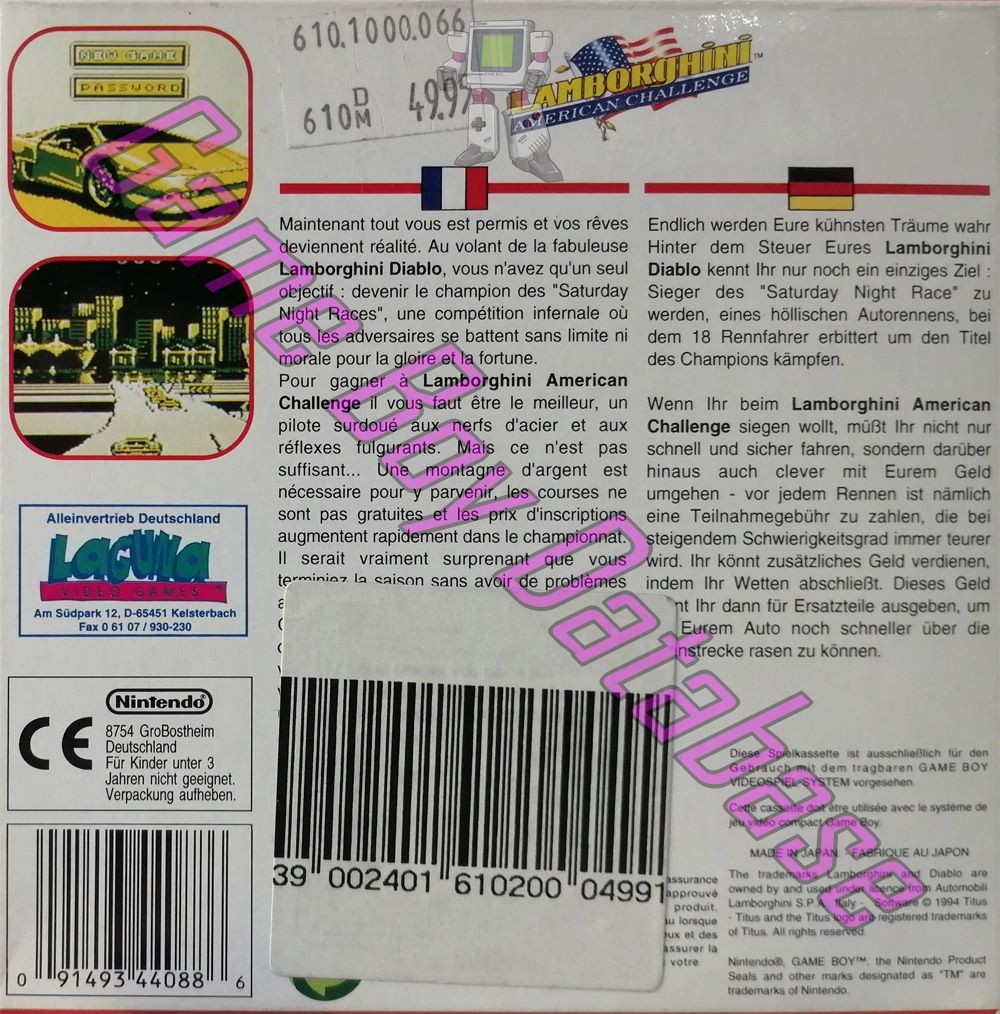 610.1000.066
610 DM 49.95
LAMBORGHINI™
AMERICAN CHALLENGE
NEW GAME
PASSWORD
Maintenant tout vous est permis et vos rêves
deviennent réalité. Au volant de la fabuleuse
Lamborghini Diablo, vous n'avez qu'un seul
objectif : devenir le champion des "Saturday
Night Races", une compétition infernale où
tous les adversaires se battent sans limite ni
morale pour la gloire et la fortune.
Pour gagner à Lamborghini American
Challenge il vous faut être le meilleur, un
pilote surdoué aux nerfs d'acier et aux
réflexes fulgurants. Mais ce n'est pas
suffisant... Une montagne d'argent est
nécessaire pour y parvenir, les courses ne
sont pas gratuites et les prix d'inscriptions
augmentent rapidement dans le championnat.
Il serait vraiment surprenant que vous
terminiez la saison sans avoir de problèmes
Endlich werden Eure kühnsten Träume wahr
Hinter dem Steuer Eures Lamborghini
Diablo kennt Ihr nur noch ein einziges Ziel :
Sieger des "Saturday Night Race" zu
werden, eines höllischen Autorennens, bei
dem 18 Rennfahrer erbittert um den Titel
des Champions kämpfen.
Wenn Ihr beim Lamborghini American
Challenge siegen wollt, müßt Ihr nicht nur
schnell und sicher fahren, sondern darüber
hinaus auch clever mit Eurem Geld
umgehen - vor jedem Rennen ist nämlich
eine Teilnahmegebühr zu zahlen, die bei
steigendem Schwierigkeitsgrad immer teurer
wird. Ihr könnt zusätzliches Geld verdienen,
indem Ihr Wetten abschließt. Dieses Geld
nt Ihr dann für Ersatzteile ausgeben, um
Eurem Auto noch schneller über die
nstrecke rasen zu können.
Alleinvertrieb Deutschland
LAGUNA
VIDEO GAMES
Am Südpark 12, D-65451 Kelsterbach
Fax 0 61 07 / 930-230
CE
Nintendo®
8754 GroBostheim
Deutschland
Für Kinder unter 3
Jahren nicht geeignet.
Verpackung aufheben.
0 91493 44088 6
39 002401 610200 04991
assurance
approuvé
produit.
u lorsque
ux et des
assurer la
votre
Diese Spielkassette ist ausschließlich für den
Gebrauch mit dem tragbaren GAME BOY
VIDEOSPIEL-SYSTEM vorgesehen.
Cette cassette doit être utilisée avec le système de
jeu vidéo compact Game Boy.
MADE IN JAPAN. - FABRIQUE AU JAPON
The trademarks Lamborghini and Diablo are
owned by and used under licence from Automobili
Lamborghini S.P.A. Italy - Software © 1994 Titus
- Titus and the Titus logo are registered trademarks
of Titus. All rights reserved.
Nintendo®, GAME BOY™, the Nintendo Product
Seals and other marks designated as "TM" are
trademarks of Nintendo.
Game Boy Database